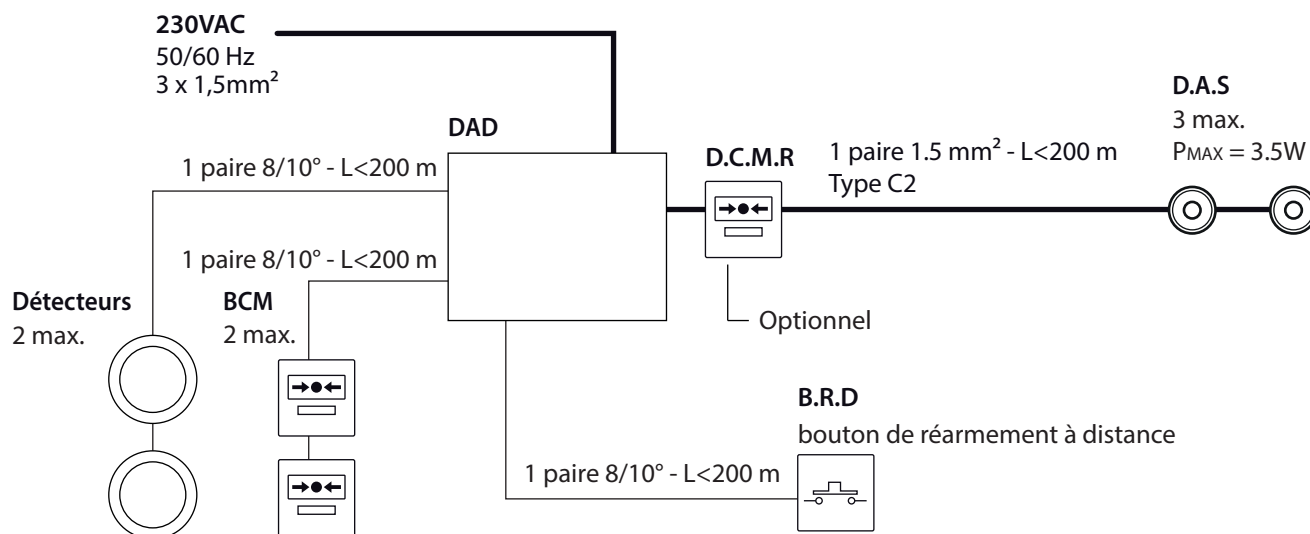 230VAC
50/60 Hz
3 x 1,5mm²
DAD
1 paire 8/10° - L<200 m
1 paire 8/10° - L<200 m
Détecteurs
2 max.
BCM
2 max.
D.C.M.R
1 paire 1.5 mm² - L<200 m
Type C2
D.A.S
3 max.
PMAX = 3.5W
Optionnel
B.R.D
bouton de réarmement à distance
1 paire 8/10° - L<200 m